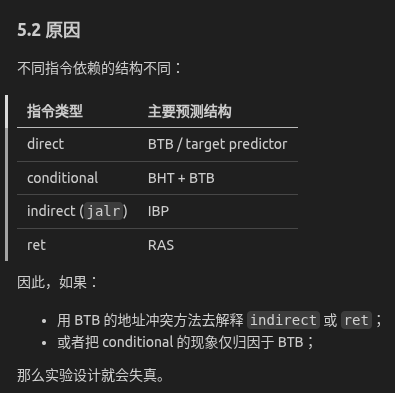 5.2 原因
不同指令依赖的结构不同：
指令类型 主要预测结构
direct BTB / target predictor
conditional BHT + BTB
indirect (jalr) IBP
ret RAS
因此，如果：
• 用 BTB 的地址冲突方法去解释 indirect 或 ret；
• 或者把 conditional 的现象仅归因于 BTB；
那么实验设计就会失真。